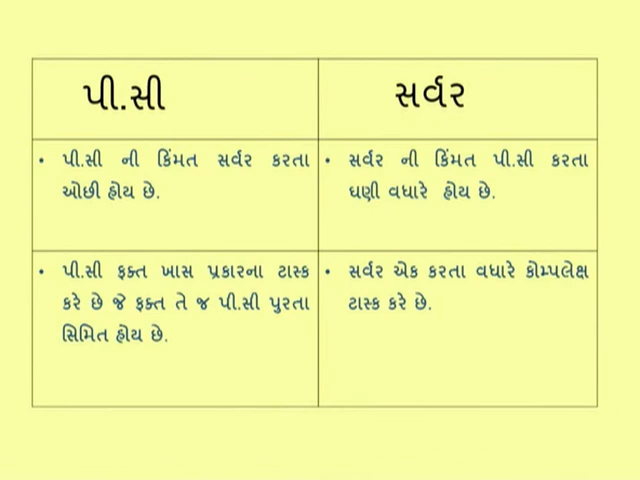 પી.સી
સર્વર
• પી.સી ની કિંમત સર્વર કરતા
ઓછી હોય છે.
• સર્વર ની કિંમત પી.સી કરતા
ઘણી વધારે હોય છે.
• પી.સી ફક્ત ખાસ પ્રકારના ટાસ્ક
કરે છે જે ફક્ત તે જ પી.સી પુરતા
સિમિત હોય છે.
• સર્વર એક કરતા વધારે કોમ્પલેક્ષ
ટાસ્ક કરે છે.